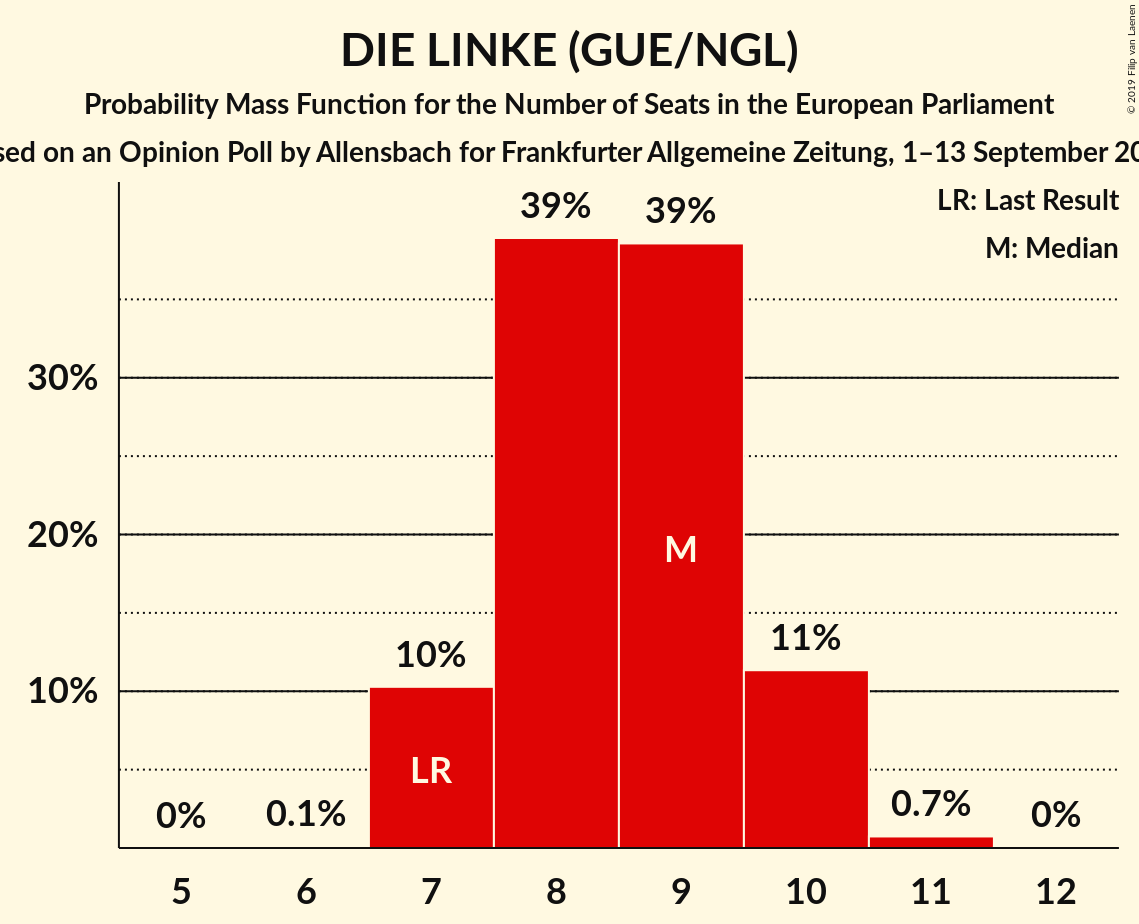 DIE LINKE (GUE/NGL)
Probability Mass Function for the Number of Seats in the European Parliament
on an Opinion Poll by Allensbach for Frankfurter Allgemeine Zeitung, 1–13 September
© 2019 Filip van Laenen
LR: Last Result
M: Median
39%
39%
30%
M
20%
11%
10%
10%
LR
0%
0.1%
0.7%
0%
5 6 7 8 9 10 11 12